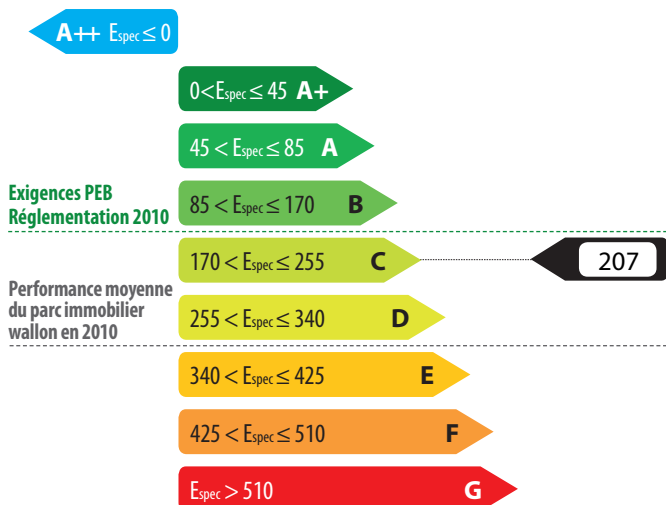 A++ Espec ≤ 0
0 < Espec ≤ 45 A+
45 < Espec ≤ 85 A
Exigences PEB
Réglementation 2010
85 < Espec ≤ 170 B
170 < Espec ≤ 255 C
207
Performance moyenne
du parc immobilier
wallon en 2010
255 < Espec ≤ 340 D
340 < Espec ≤ 425 E
425 < Espec ≤ 510 F
Espec > 510 G